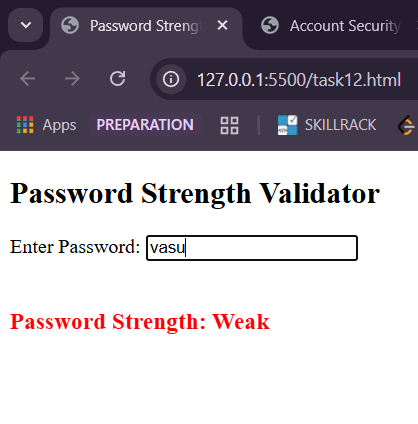 Password Streng
Account Security
127.0.0.1:5500/task12.html
Apps
PREPARATION
SKILLRACK
Password Strength Validator
Enter Password: vasu
Password Strength: Weak